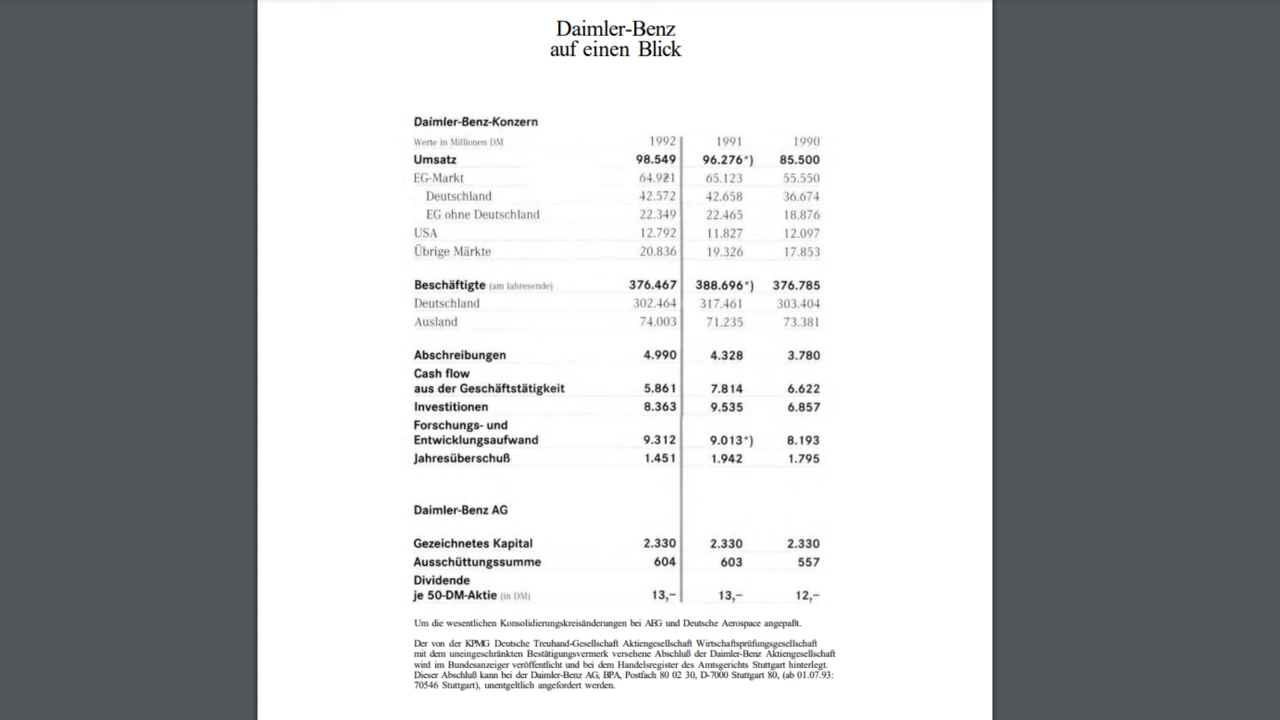 Daimler-Benz
auf einen Blick
Daimler-Benz-Konzern
Werte in Millionen DM 1992 1991 1990
Umsatz 98.549 96.276*) 85.500
EG-Markt 64.921 65.123 55.550
Deutschland 42.572 42.658 36.674
EG ohne Deutschland 22.349 22.465 18.876
USA 12.792 11.827 12.097
Übrige Märkte 20.836 19.326 17.853
Beschäftigte (am Jahresende) 376.467 388.696*) 376.785
Deutschland 302.464 317.461 303.404
Ausland 74.003 71.235 73.381
Abschreibungen 4.990 4.328 3.780
Cash flow
aus der Geschäftstätigkeit 5.861 7.814 6.622
Investitionen 8.363 9.535 6.857
Forschungs- und
Entwicklungsaufwand 9.312 9.013*) 8.193
Jahresüberschuß 1.451 1.942 1.795
Daimler-Benz AG
Gezeichnetes Kapital 2.330 2.330 2.330
Ausschüttungssumme 604 603 557
Dividende
je 50-DM-Aktie (in DM) 13,– 13,– 12,–
Um die wesentlichen Konsolidierungskreisänderungen bei AEG und Deutsche Aerospace angepaßt.
Der von der KPMG Deutsche Treuhand-Gesellschaft Aktiengesellschaft Wirtschaftsprüfungsgesellschaft
mit dem uneingeschränkten Bestätigungsvermerk versehene Abschluß der Daimler-Benz Aktiengesellschaft
wird im Bundesanzeiger veröffentlicht und bei dem Handelsregister des Amtsgerichts Stuttgart hinterlegt.
Dieser Abschluß kann bei der Daimler-Benz AG, BPA, Postfach 80 02 30, D-7000 Stuttgart 80, (ab 01.07.93:
70546 Stuttgart), unentgeltlich angefordert werden.